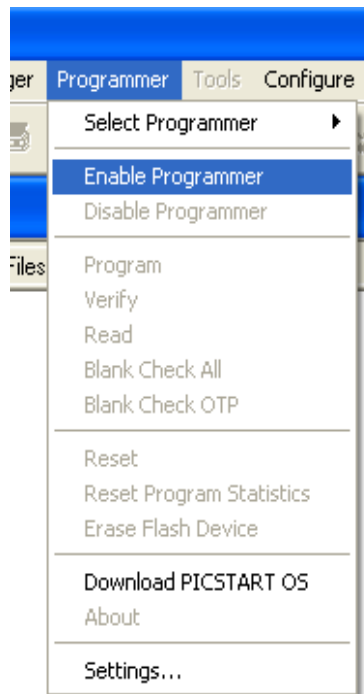 ger Programmer Tools Configure
Select Programmer
Enable Programmer
Disable Programmer
Files
Program
Verify
Read
Blank Check All
Blank Check OTP
Reset
Reset Program Statistics
Erase Flash Device
Download PICSTART OS
About
Settings...